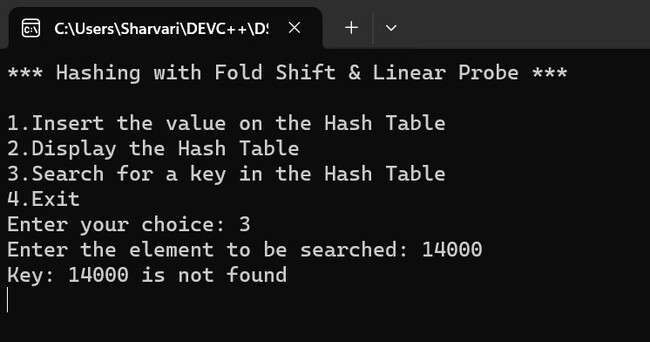 C:\Users\Sharvari\DEVC++\DS
*** Hashing with Fold Shift & Linear Probe ***
1.Insert the value on the Hash Table
2.Display the Hash Table
3.Search for a key in the Hash Table
4.Exit
Enter your choice: 3
Enter the element to be searched: 14000
Key: 14000 is not found